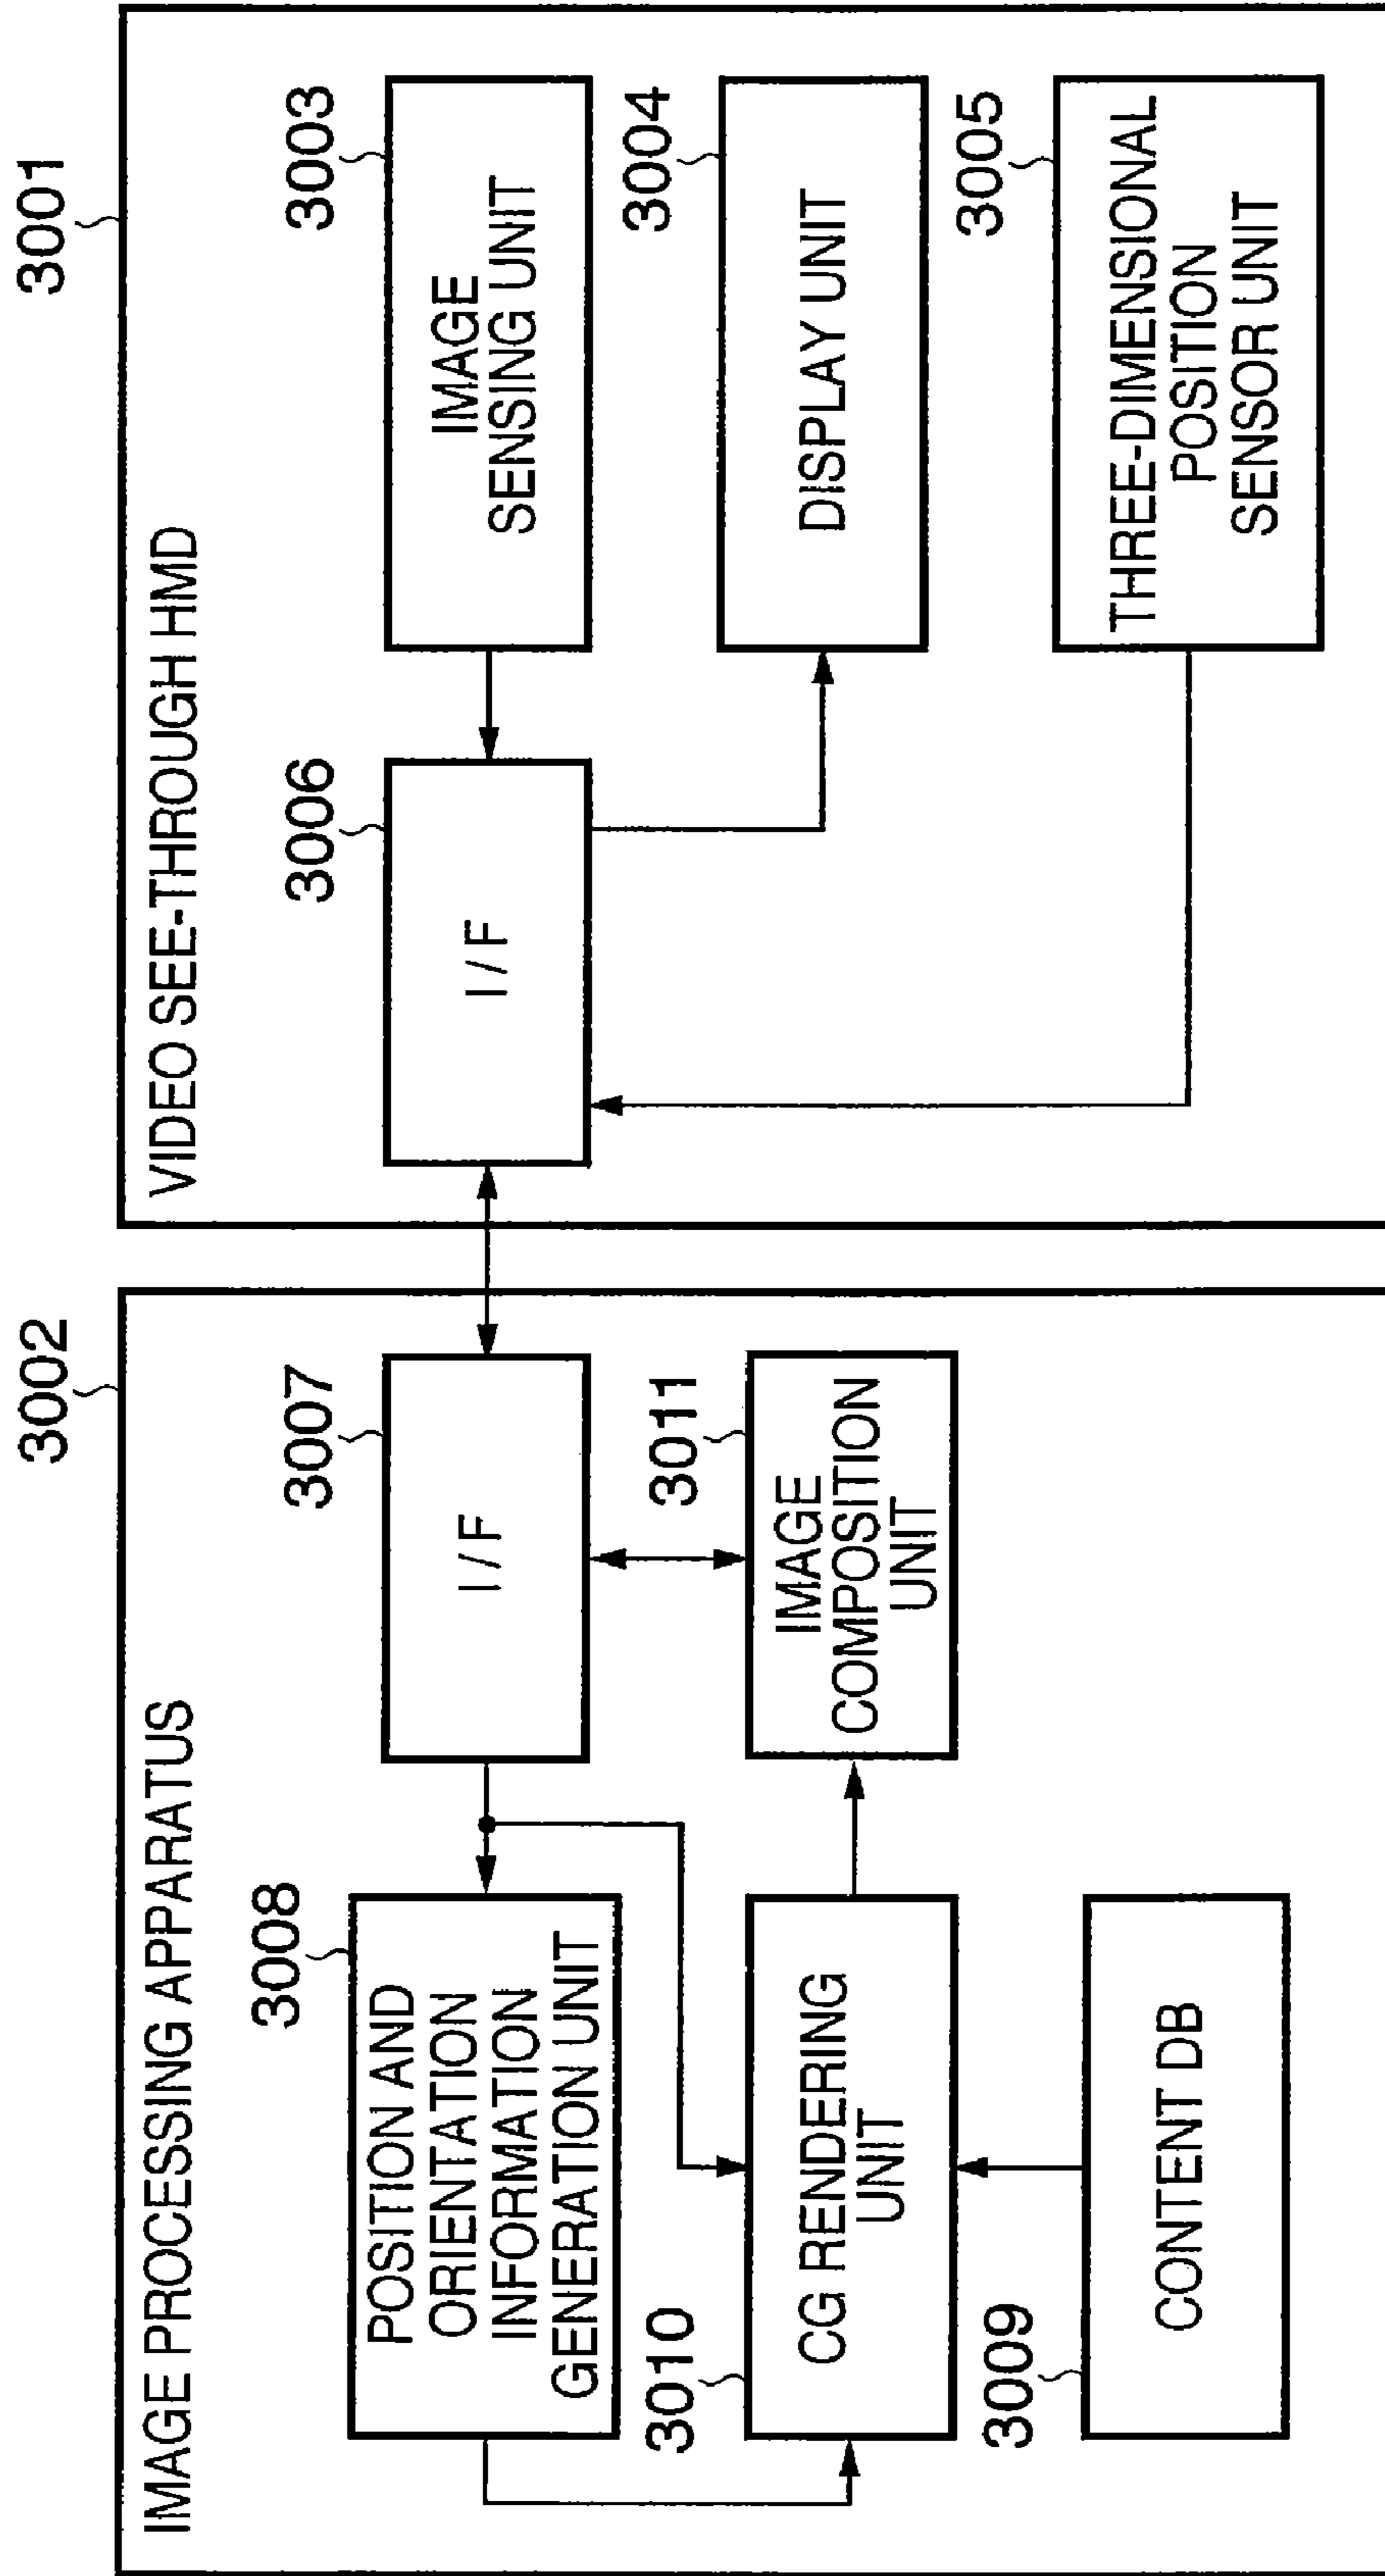 3002
IMAGE PROCESSING APPARATUS
3008
POSITION AND
ORIENTATION
INFORMATION
GENERATION UNIT
3007
I/F
3010
CG RENDERING
UNIT
3011
IMAGE
COMPOSITION
UNIT
3009
CONTENT DB
3001
VIDEO SEE-THROUGH HMD
3006
I/F
3003
IMAGE
SENSING UNIT
3004
DISPLAY UNIT
3005
THREE-DIMENSIONAL
POSITION
SENSOR UNIT